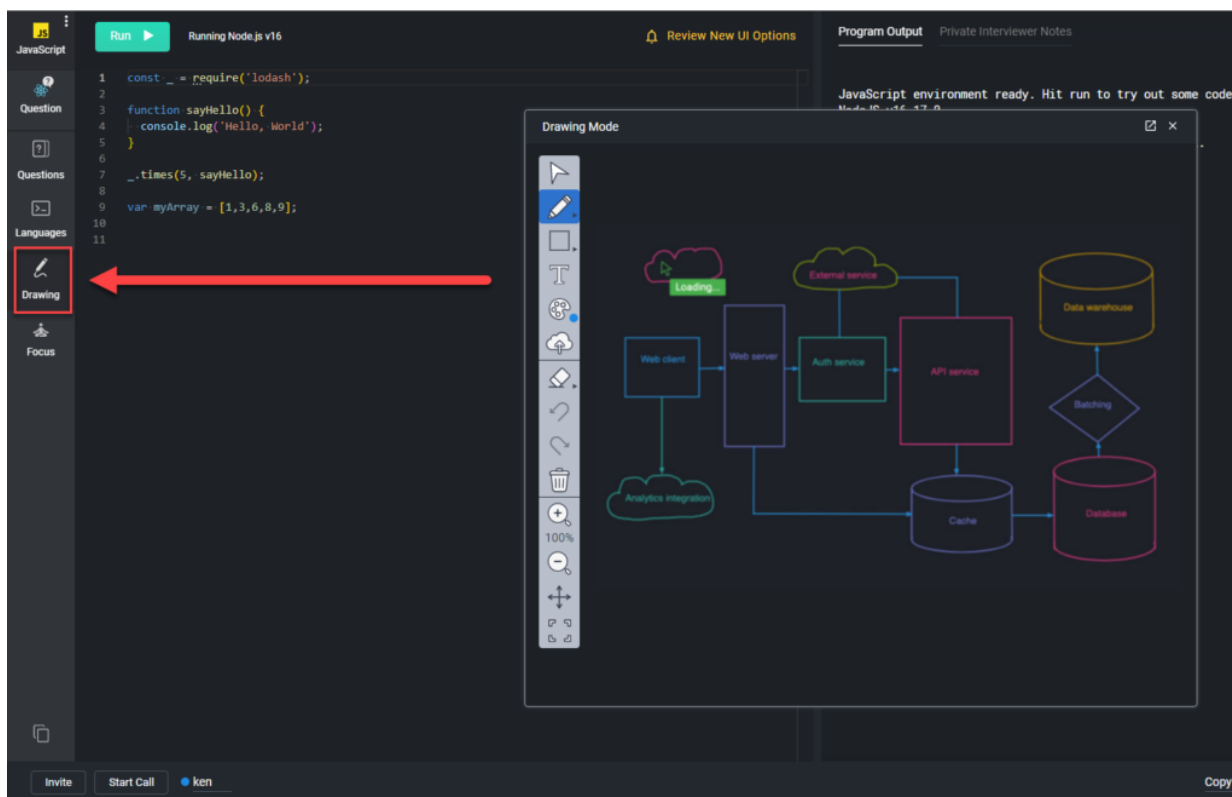 JS
JavaScript
Run
Running Node.js v16
Review New UI Options
Program Output
Private Interviewer Notes
Question
Questions
Languages
Drawing
Focus
1 const _ = require('lodash');
2
3 function sayHello() {
4 console.log('Hello, World');
5 }
6
7 _.times(5, sayHello);
8
9 var myArray = [1,3,6,8,9];
10
11
JavaScript environment ready. Hit run to try out some code
Drawing Mode
T
100%
Loading...
External service
Data warehouse
Web client
Web server
Auth service
API service
Batching
Analytics integration
Cache
Database
Invite
Start Call
ken
Copy